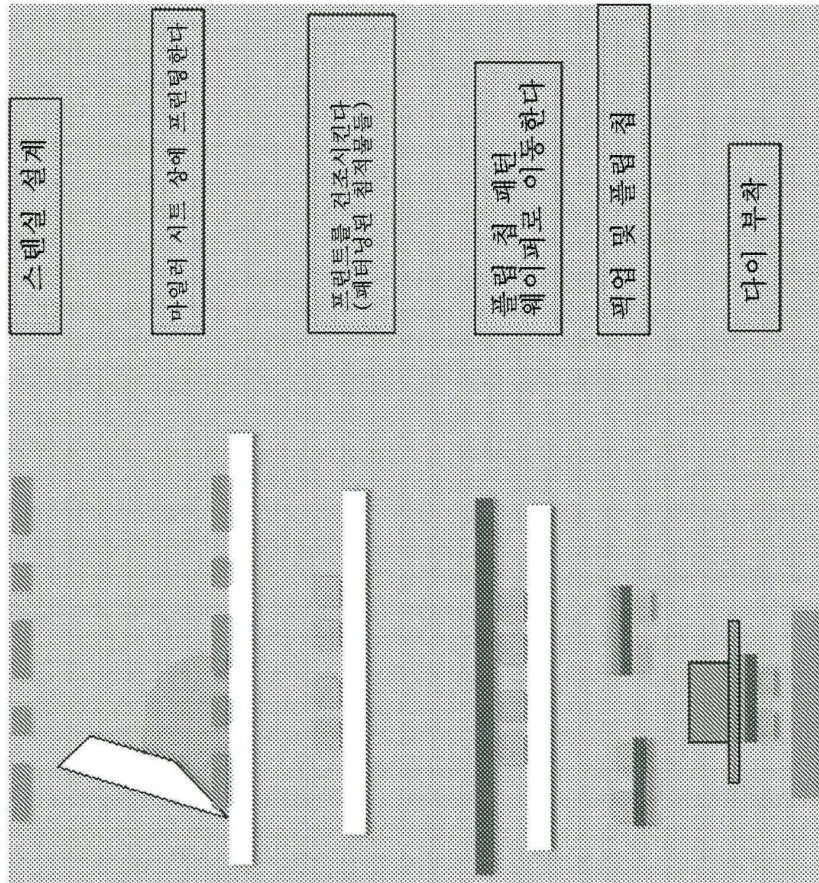 스텐실 설계
마일러 시트 상에 프린팅한다
프린트를 건조시킨다
(패터닝된 침적물들)
플립 칩 패턴
웨이퍼로 이동한다
픽업 및 플립 칩
다이 부착